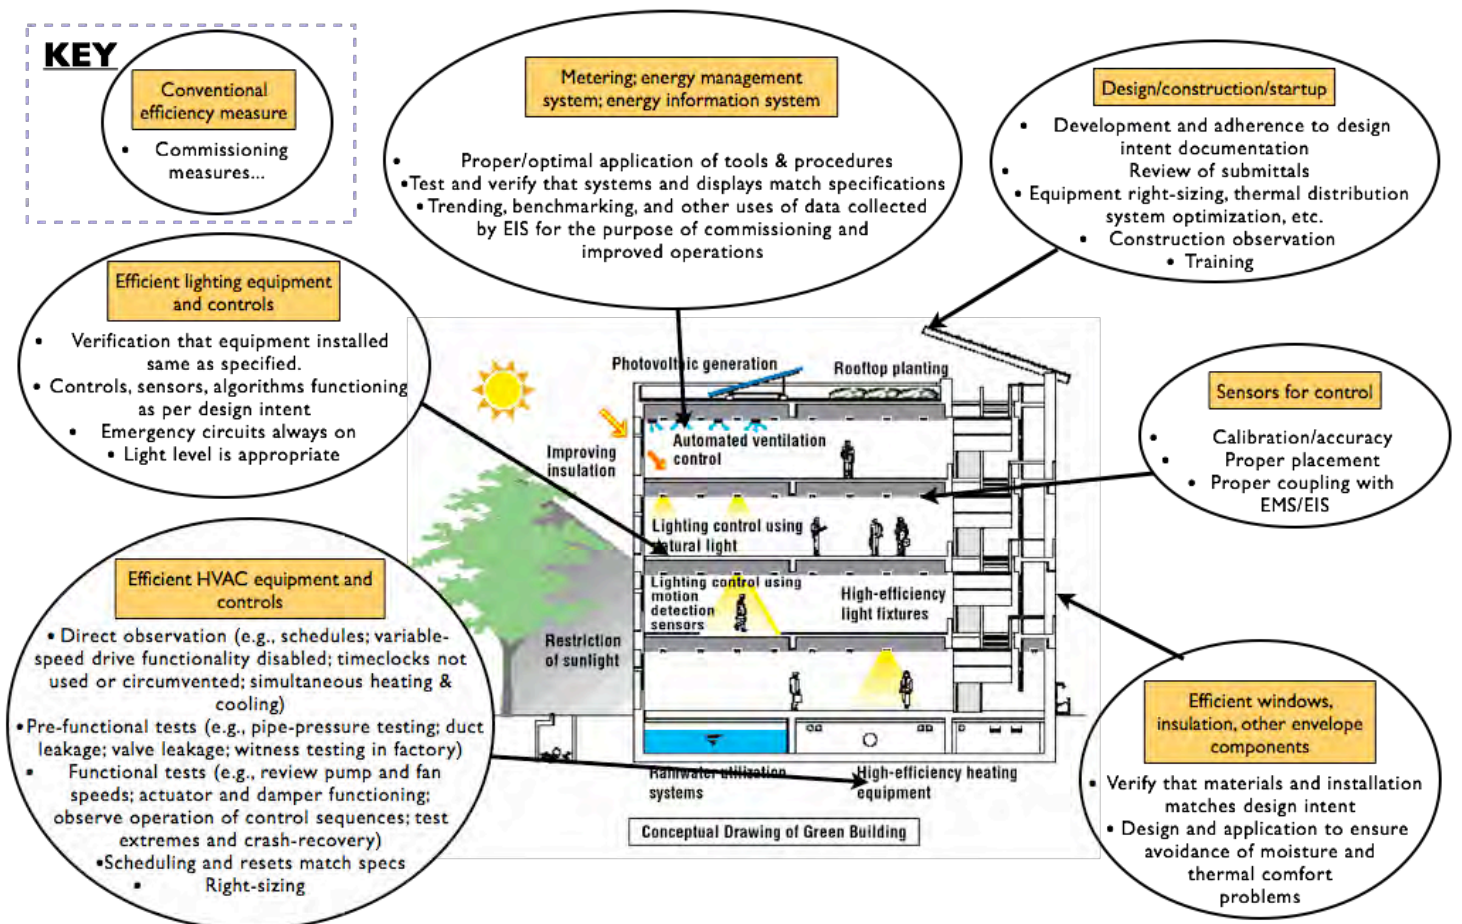 KEY
Conventional
efficiency measure
• Commissioning
measures...
Metering; energy management
system; energy information system
• Proper/optimal application of tools & procedures
•Test and verify that systems and displays match specifications
• Trending, benchmarking, and other uses of data collected
by EIS for the purpose of commissioning and
improved operations
Design/construction/startup
• Development and adherence to design
intent documentation
• Review of submittals
• Equipment right-sizing, thermal distribution
system optimization, etc.
• Construction observation
• Training
Efficient lighting equipment
and controls
• Verification that equipment installed
same as specified.
• Controls, sensors, algorithms functioning
as per design intent
• Emergency circuits always on
• Light level is appropriate
Sensors for control
• Calibration/accuracy
• Proper placement
• Proper coupling with
EMS/EIS
Efficient HVAC equipment and
controls
• Direct observation (e.g., schedules; variable-
speed drive functionality disabled; timeclocks not
used or circumvented; simultaneous heating &
cooling)
•Pre-functional tests (e.g., pipe-pressure testing; duct
leakage; valve leakage; witness testing in factory)
• Functional tests (e.g., review pump and fan
speeds; actuator and damper functioning;
observe operation of control sequences; test
extremes and crash-recovery)
•Scheduling and resets match specs
• Right-sizing
Efficient windows,
insulation, other envelope
components
• Verify that materials and installation
matches design intent
• Design and application to ensure
avoidance of moisture and
thermal comfort
problems
Photovoltaic generation
Rooftop planting
Improving
insulation
Automated ventilation
control
Lighting control using
natural light
Lighting control using
motion
detection
sensors
High-efficiency
light fixtures
Restriction
of sunlight
Rainwater utilization
systems
High-efficiency heating
equipment
Conceptual Drawing of Green Building